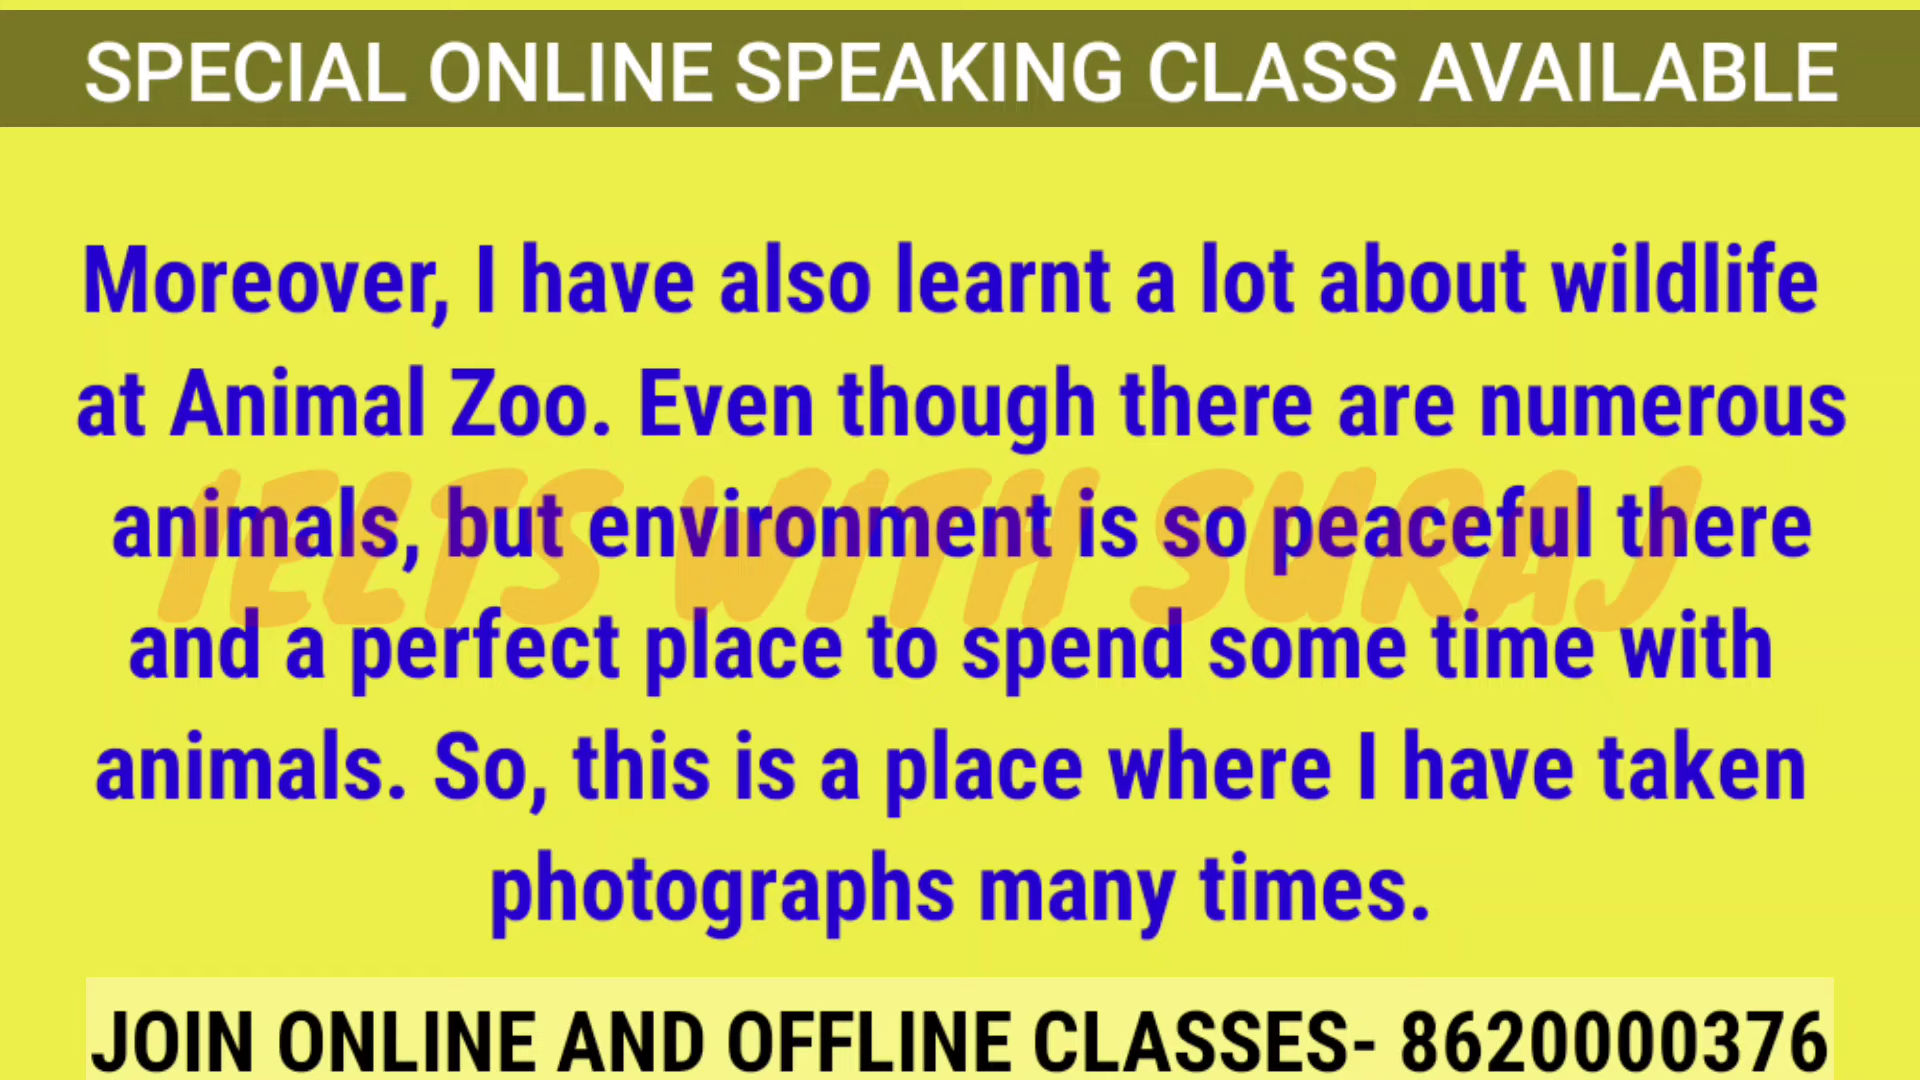 SPECIAL ONLINE SPEAKING CLASS AVAILABLE
Moreover, I have also learnt a lot about wildlife
at Animal Zoo. Even though there are numerous
animals, but environment is so peaceful there
IELTS WITH SURAJ
and a perfect place to spend some time with
animals. So, this is a place where I have taken
photographs many times.
JOIN ONLINE AND OFFLINE CLASSES- 8620000376